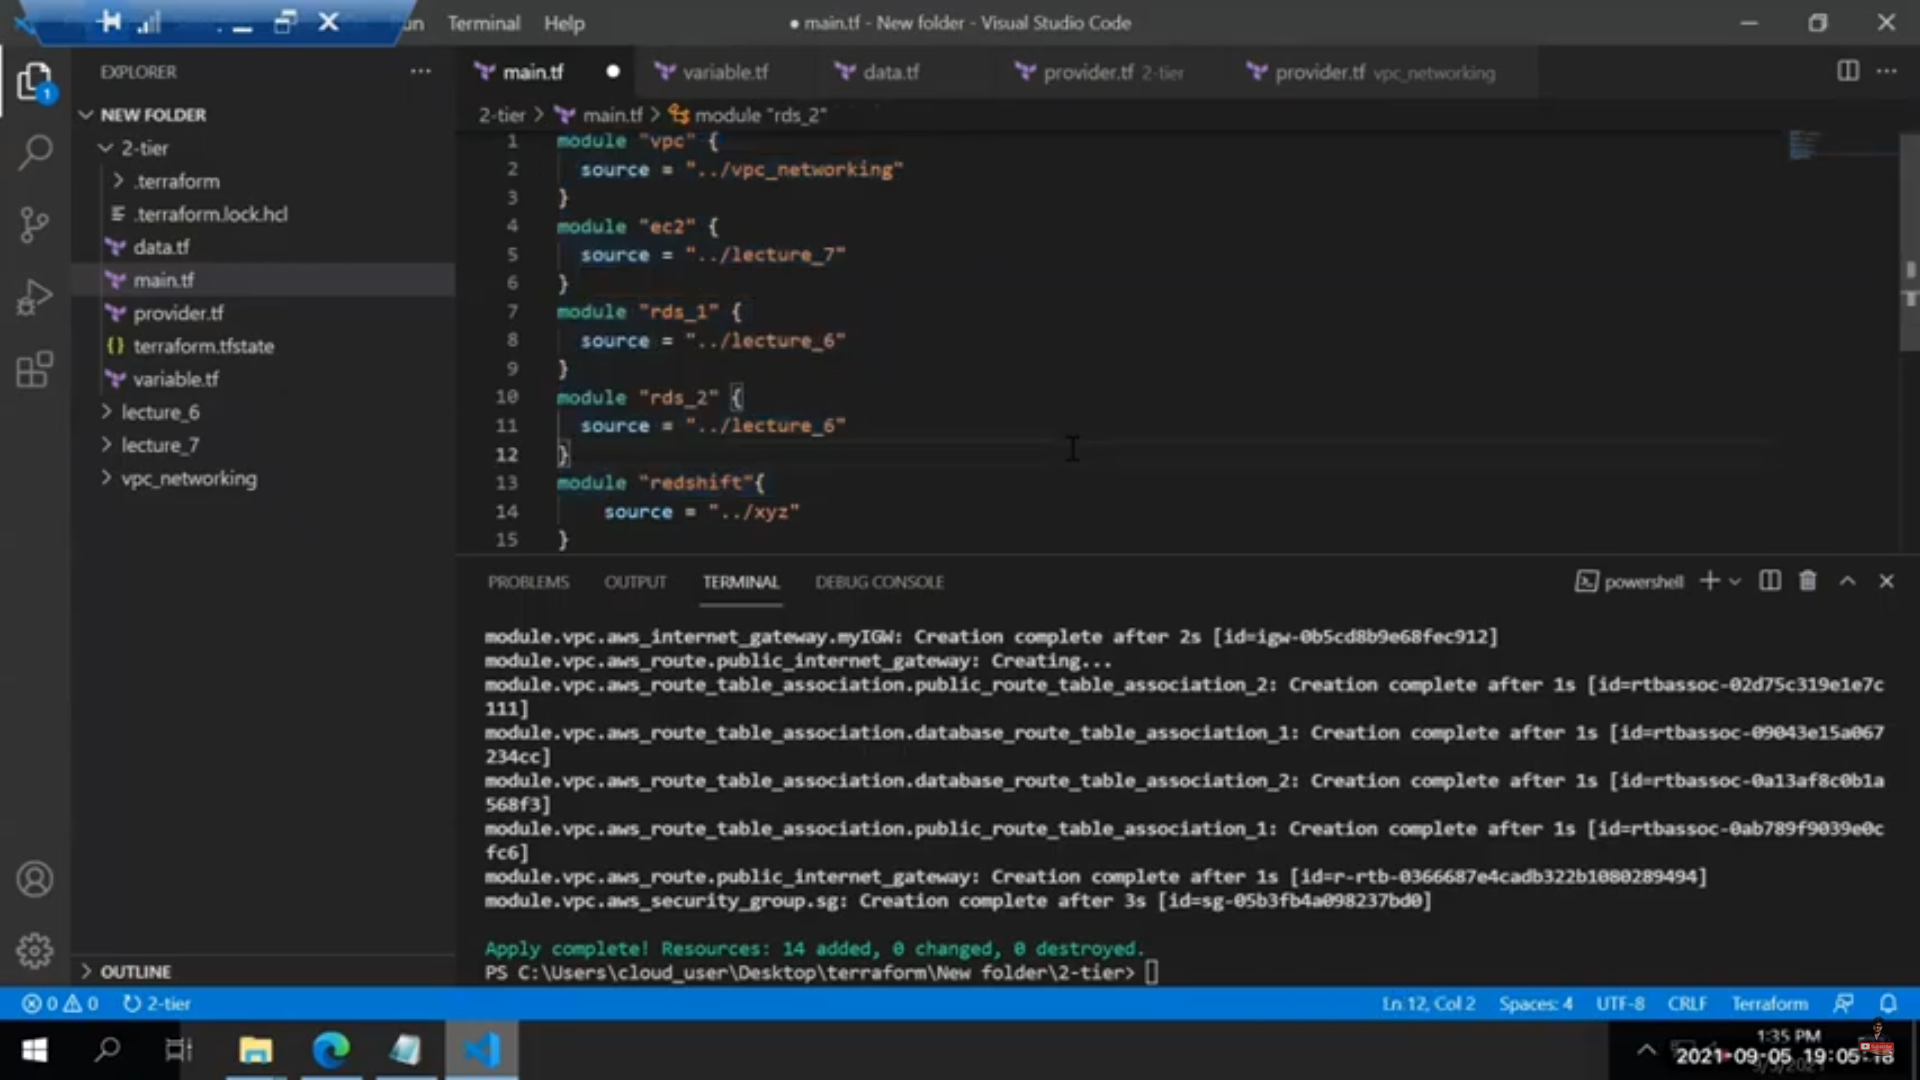 un Terminal Help
● main.tf - New folder - Visual Studio Code
EXPLORER
main.tf
variable.tf
data.tf
provider.tf 2-tier
provider.tf vpc_networking
1
NEW FOLDER
2-tier > main.tf > module "rds_2"
2-tier
.terraform
.terraform.lock.hcl
data.tf
main.tf
provider.tf
{} terraform.tfstate
variable.tf
lecture_6
lecture_7
vpc_networking
OUTLINE
1 module "vpc" {
2 source = "../vpc_networking"
3 }
4 module "ec2" {
5 source = "../lecture_7"
6 }
7 module "rds_1" {
8 source = "../lecture_6"
9 }
10 module "rds_2" {
11 source = "../lecture_6"
12 }
13 module "redshift"{
14 source = "../xyz"
15 }
PROBLEMS OUTPUT TERMINAL DEBUG CONSOLE
powershell
module.vpc.aws_internet_gateway.myIGW: Creation complete after 2s [id=igw-0b5cd8b9e68fec912]
module.vpc.aws_route.public_internet_gateway: Creating...
module.vpc.aws_route_table_association.public_route_table_association_2: Creation complete after 1s [id=rtbassoc-02d75c319e1e7c
111]
module.vpc.aws_route_table_association.database_route_table_association_1: Creation complete after 1s [id=rtbassoc-09043e15a067
234cc]
module.vpc.aws_route_table_association.database_route_table_association_2: Creation complete after 1s [id=rtbassoc-0a13af8c0b1a
568f3]
module.vpc.aws_route_table_association.public_route_table_association_1: Creation complete after 1s [id=rtbassoc-0ab789f9039e0c
fc6]
module.vpc.aws_route.public_internet_gateway: Creation complete after 1s [id=r-rtb-0366687e4cadb322b1080289494]
module.vpc.aws_security_group.sg: Creation complete after 3s [id=sg-05b3fb4a098237bd0]
Apply complete! Resources: 14 added, 0 changed, 0 destroyed.
PS C:\Users\cloud_user\Desktop\terraform\New folder\2-tier>
0 0 2-tier
Ln 12, Col 2 Spaces: 4 UTF-8 CRLF Terraform
1:35 PM
2021-09-05 19:05:18